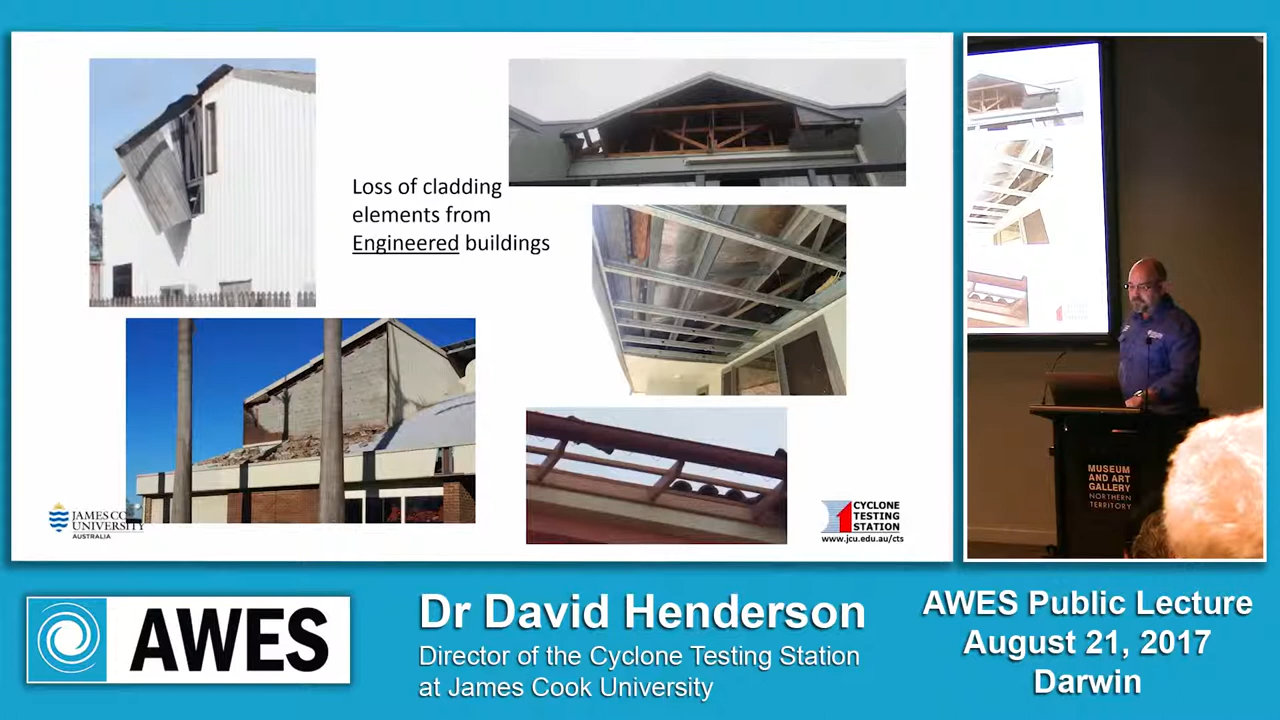 Loss of cladding
elements from
Engineered buildings
JAMES CO
UNIVERSITY
AUSTRALIA
CYCLONE
TESTING
STATION
www.jcu.edu.au/cts
MUSEUM
AND ART
GALLERY
NORTHERN
TERRITORY
AWES
Dr David Henderson
Director of the Cyclone Testing Station
at James Cook University
AWES Public Lecture
August 21, 2017
Darwin